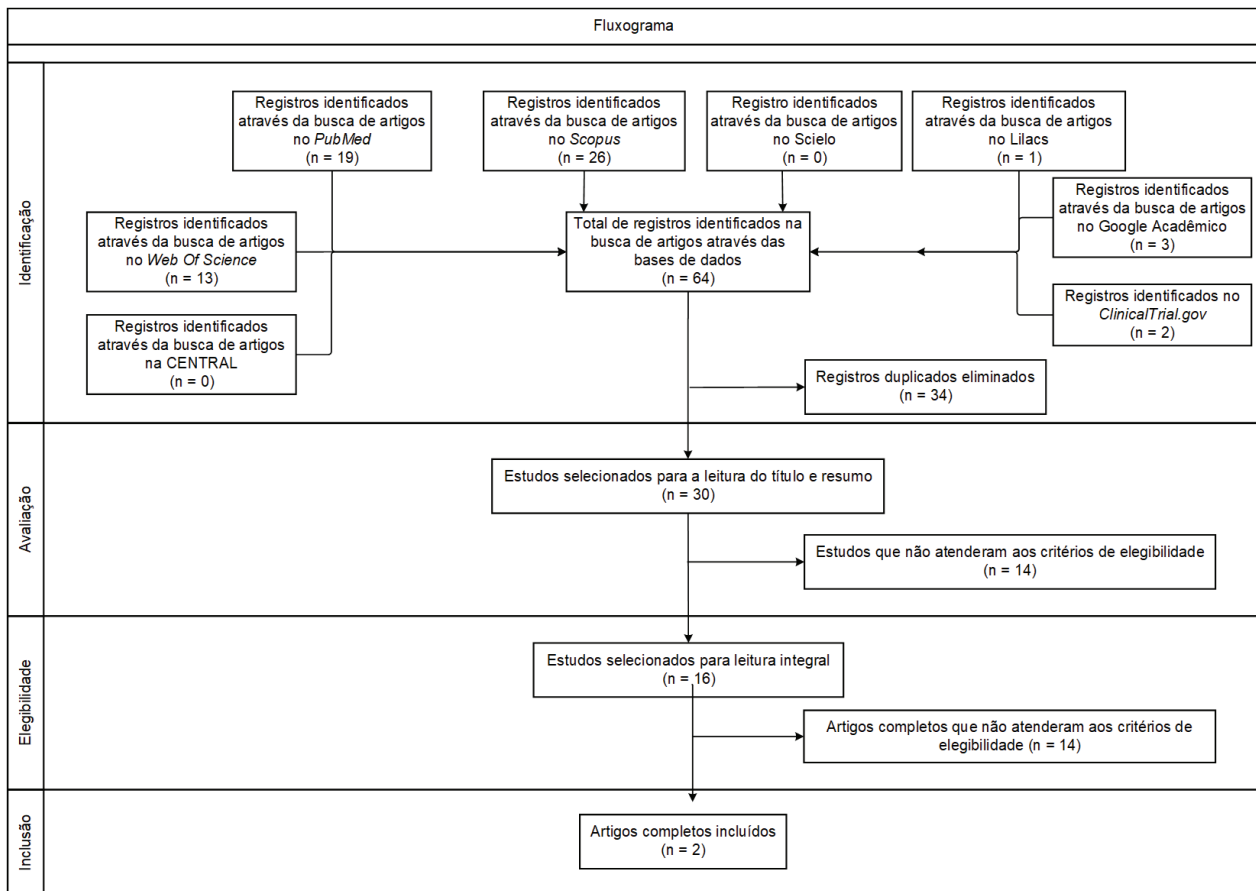 Fluxograma
Identificação
Registros identificados
através da busca de artigos
no PubMed
(n = 19)
Registros identificados
através da busca de artigos
no Scopus
(n = 26)
Registro identificados
através da busca de artigos
no Scielo
(n = 0)
Registros identificados
através da busca de artigos
no Lilacs
(n = 1)
Registros identificados
através da busca de artigos
no Web Of Science
(n = 13)
Total de registros identificados na
busca de artigos através das
bases de dados
(n = 64)
Registros identificados
através da busca de artigos
no Google Acadêmico
(n = 3)
Registros identificados no
ClinicalTrial.gov
(n = 2)
Registros identificados
através da busca de artigos
na CENTRAL
(n = 0)
Registros duplicados eliminados
(n = 34)
Avaliação
Estudos selecionados para a leitura do título e resumo
(n = 30)
Estudos que não atenderam aos critérios de elegibilidade
(n = 14)
Elegibilidade
Estudos selecionados para leitura integral
(n = 16)
Artigos completos que não atenderam aos critérios de
elegibilidade (n = 14)
Inclusão
Artigos completos incluídos
(n = 2)